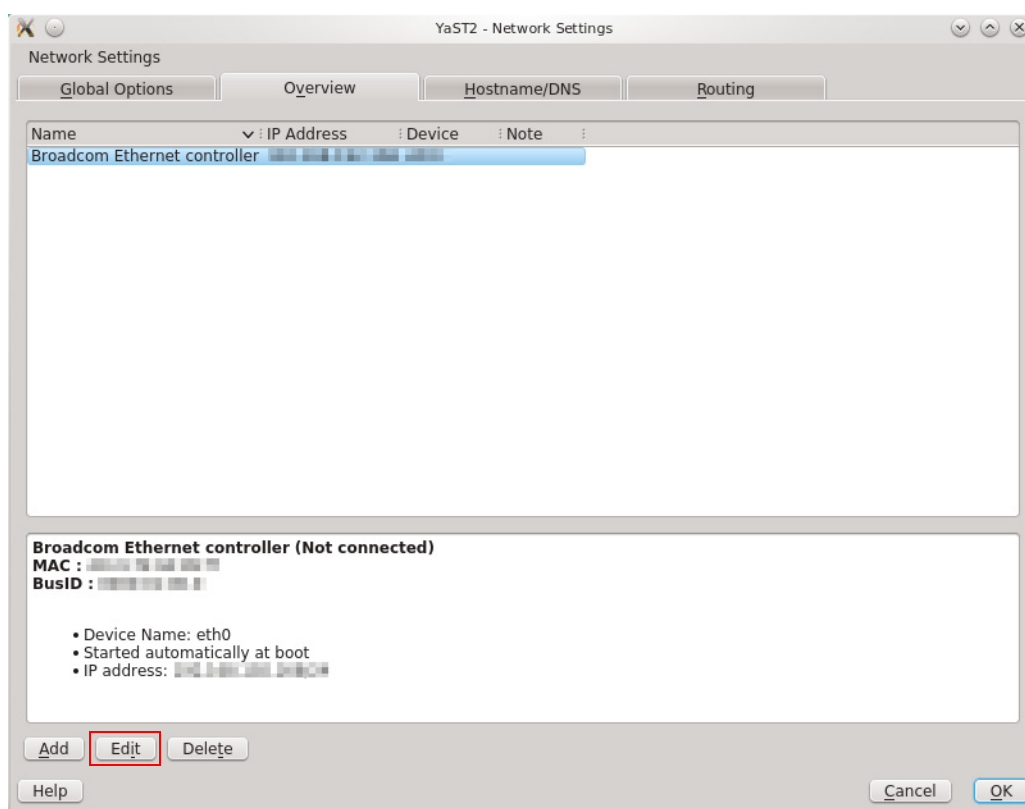 YaST2 - Network Settings
Network Settings
Global Options Overview Hostname/DNS Routing
Name IP Address Device Note
Broadcom Ethernet controller
Broadcom Ethernet controller (Not connected)
MAC :
BusID :
• Device Name: eth0
• Started automatically at boot
• IP address:
Add Edit Delete
Help Cancel OK